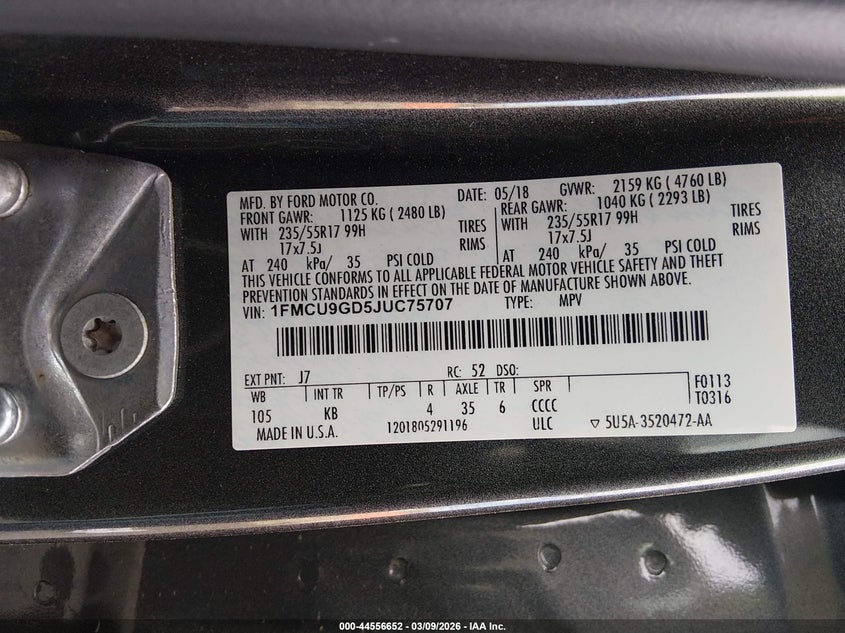 MFD. BY FORD MOTOR CO. DATE: 05/18 GVWR: 2159 KG ( 4760 LB)
FRONT GAWR: 1125 KG ( 2480 LB) REAR GAWR: 1040 KG ( 2293 LB)
WITH 235/55R17 99H TIRES WITH 235/55R17 99H TIRES
17x7.5J RIMS 17x7.5J RIMS
AT 240 kPa/ 35 PSI COLD AT 240 kPa/ 35 PSI COLD
THIS VEHICLE CONFORMS TO ALL APPLICABLE FEDERAL MOTOR VEHICLE SAFETY AND THEFT
PREVENTION STANDARDS IN EFFECT ON THE DATE OF MANUFACTURE SHOWN ABOVE.
VIN: 1FMCU9GD5JUC75707 TYPE: MPV
EXT PNT: J7 RC: 52 DSO:
WB INT TR TP/PS R AXLE TR SPR F0113
105 KB 4 35 6 CCCC T0316
MADE IN U.S.A. 1201805291196 ULC ▽ 5U5A-3520472-AA
000-44556652 | 03/09/2026 - IAA Inc.